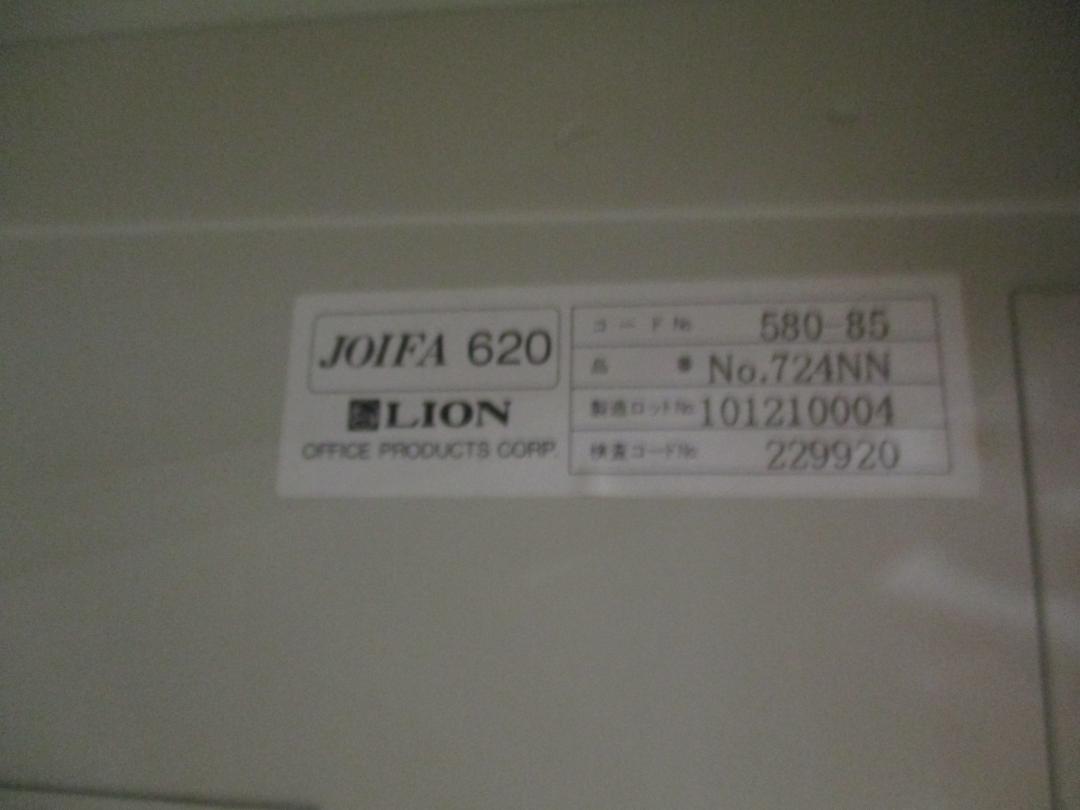 JOIFA 620
LION
OFFICE PRODUCTS CORP.
コードNo 580-85
品番 No.724NN
製造ロットNo 101210004
検査コードNo 229920